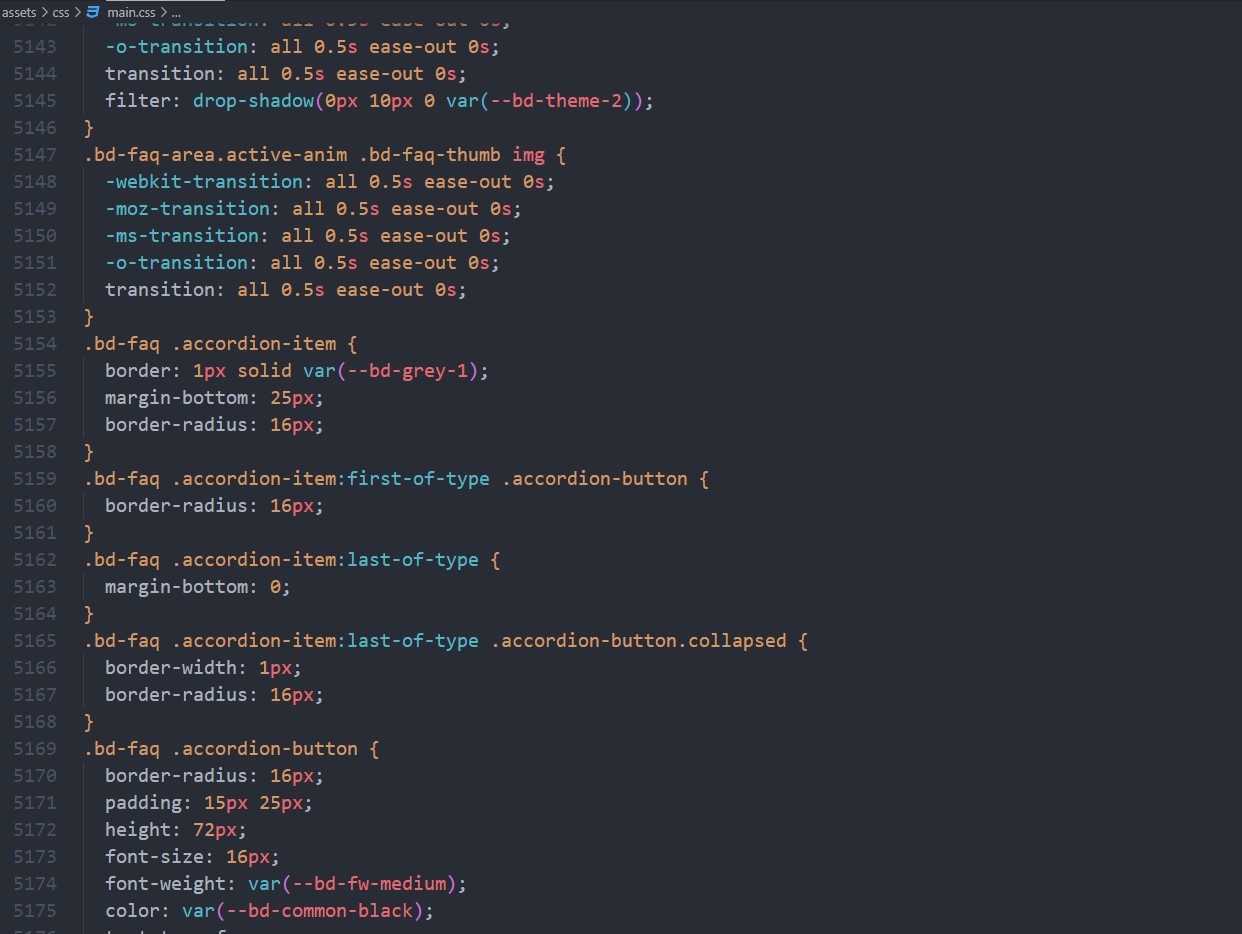 assets > css > main.css > ...
5142 -ms-transition: all 0.5s ease-out 0s;
5143 -o-transition: all 0.5s ease-out 0s;
5144 transition: all 0.5s ease-out 0s;
5145 filter: drop-shadow(0px 10px 0 var(--bd-theme-2));
5146 }
5147 .bd-faq-area.active-anim .bd-faq-thumb img {
5148 -webkit-transition: all 0.5s ease-out 0s;
5149 -moz-transition: all 0.5s ease-out 0s;
5150 -ms-transition: all 0.5s ease-out 0s;
5151 -o-transition: all 0.5s ease-out 0s;
5152 transition: all 0.5s ease-out 0s;
5153 }
5154 .bd-faq .accordion-item {
5155 border: 1px solid var(--bd-grey-1);
5156 margin-bottom: 25px;
5157 border-radius: 16px;
5158 }
5159 .bd-faq .accordion-item:first-of-type .accordion-button {
5160 border-radius: 16px;
5161 }
5162 .bd-faq .accordion-item:last-of-type {
5163 margin-bottom: 0;
5164 }
5165 .bd-faq .accordion-item:last-of-type .accordion-button.collapsed {
5166 border-width: 1px;
5167 border-radius: 16px;
5168 }
5169 .bd-faq .accordion-button {
5170 border-radius: 16px;
5171 padding: 15px 25px;
5172 height: 72px;
5173 font-size: 16px;
5174 font-weight: var(--bd-fw-medium);
5175 color: var(--bd-common-black);